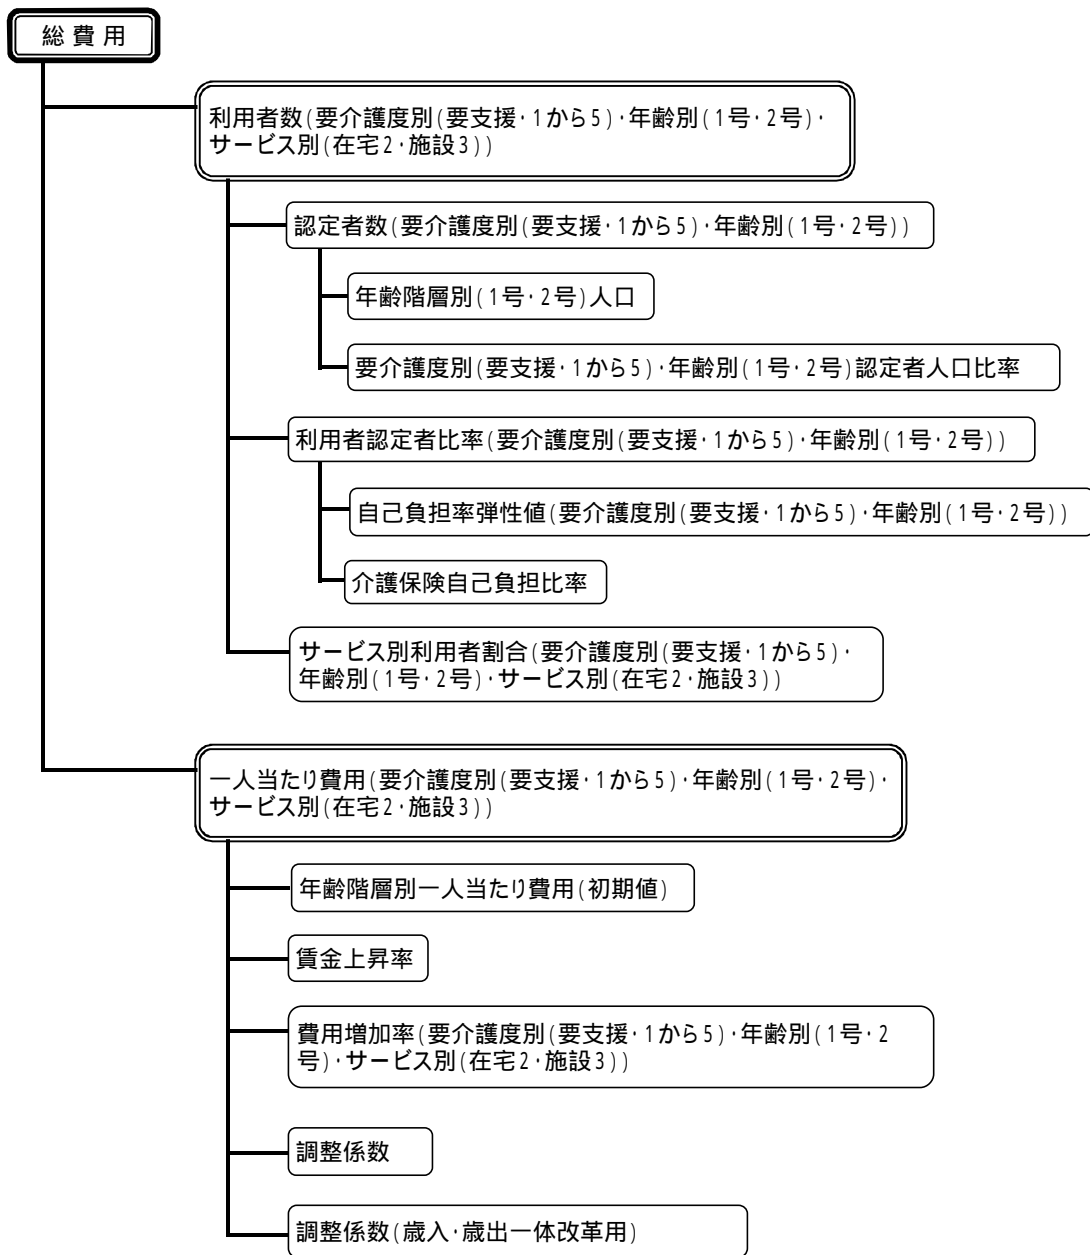 総費用
利用者数(要介護度別(要支援・1から5)・年齢別(1号・2号)・
サービス別(在宅2・施設3))
認定者数(要介護度別(要支援・1から5)・年齢別(1号・2号))
年齢階層別(1号・2号)人口
要介護度別(要支援・1から5)・年齢別(1号・2号)認定者人口比率
利用者認定者比率(要介護度別(要支援・1から5)・年齢別(1号・2号))
自己負担率弾性値(要介護度別(要支援・1から5)・年齢別(1号・2号))
介護保険自己負担比率
サービス別利用者割合(要介護度別(要支援・1から5)・
年齢別(1号・2号)・サービス別(在宅2・施設3))
一人当たり費用(要介護度別(要支援・1から5)・年齢別(1号・2号)・
サービス別(在宅2・施設3))
年齢階層別一人当たり費用(初期値)
賃金上昇率
費用増加率(要介護度別(要支援・1から5)・年齢別(1号・2
号)・サービス別(在宅2・施設3))
調整係数
調整係数(歳入・歳出一体改革用)